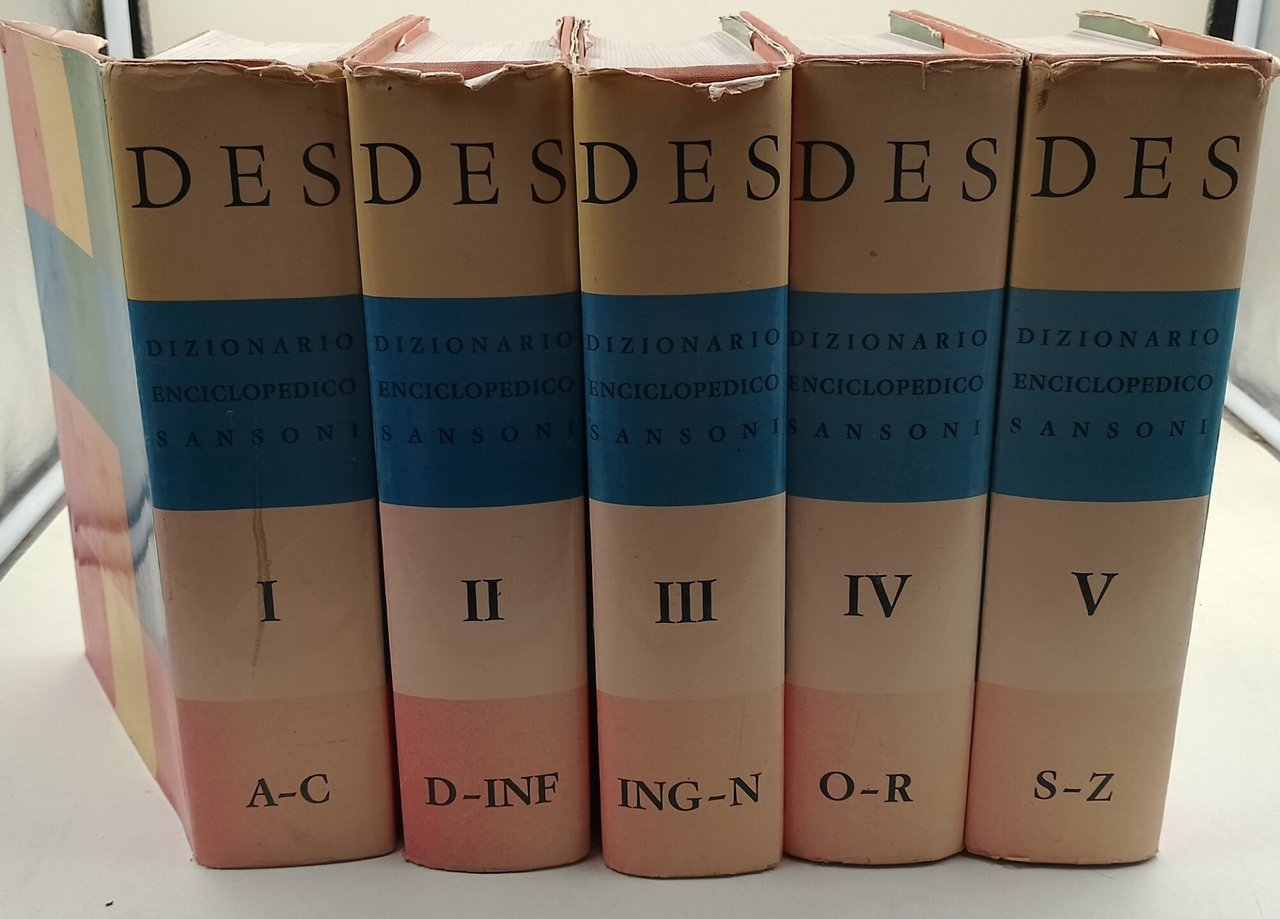 DES
DIZIONARIO
ENCICLOPEDICO
SANSONI
I
A-C
DES
DIZIONARIO
ENCICLOPEDICO
SANSONI
II
D-INF
DES
DIZIONARIO
ENCICLOPEDICO
SANSONI
III
ING-N
DES
DIZIONARIO
ENCICLOPEDICO
SANSONI
IV
O-R
DES
DIZIONARIO
ENCICLOPEDICO
SANSONI
V
S-Z